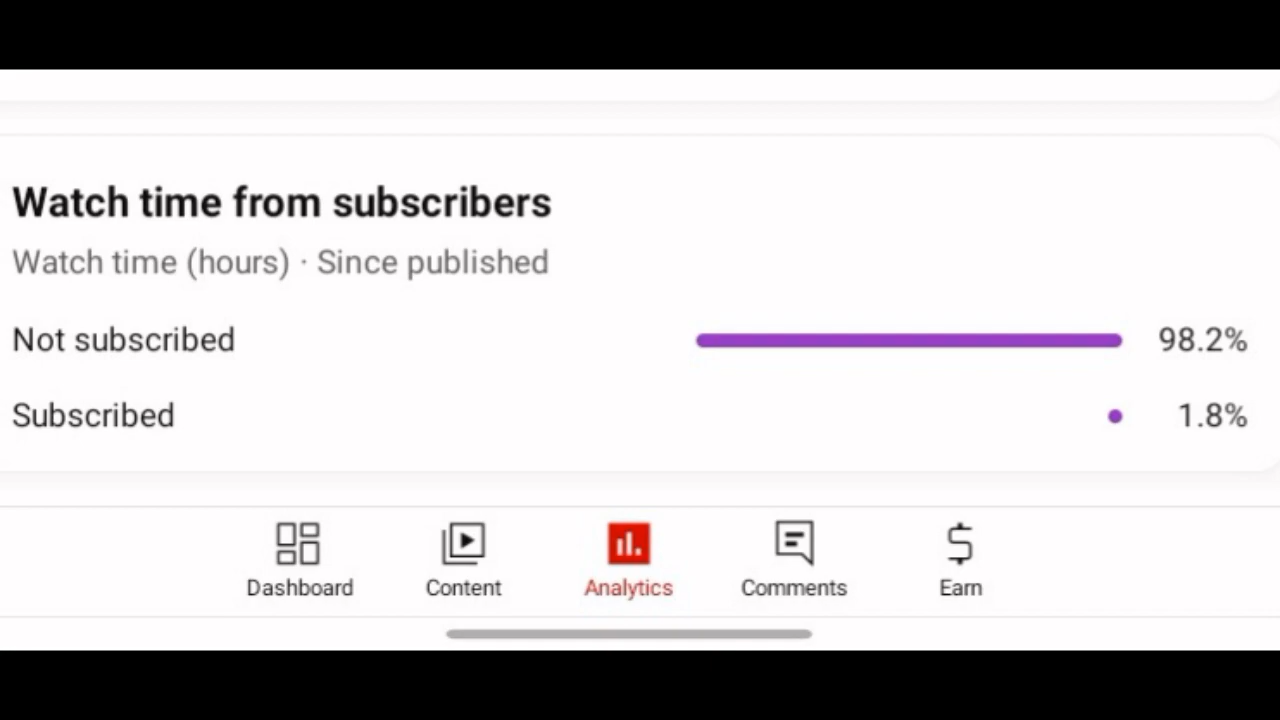 Watch time from subscribers
Watch time (hours) · Since published
Not subscribed 98.2%
Subscribed 1.8%
Dashboard Content Analytics Comments Earn